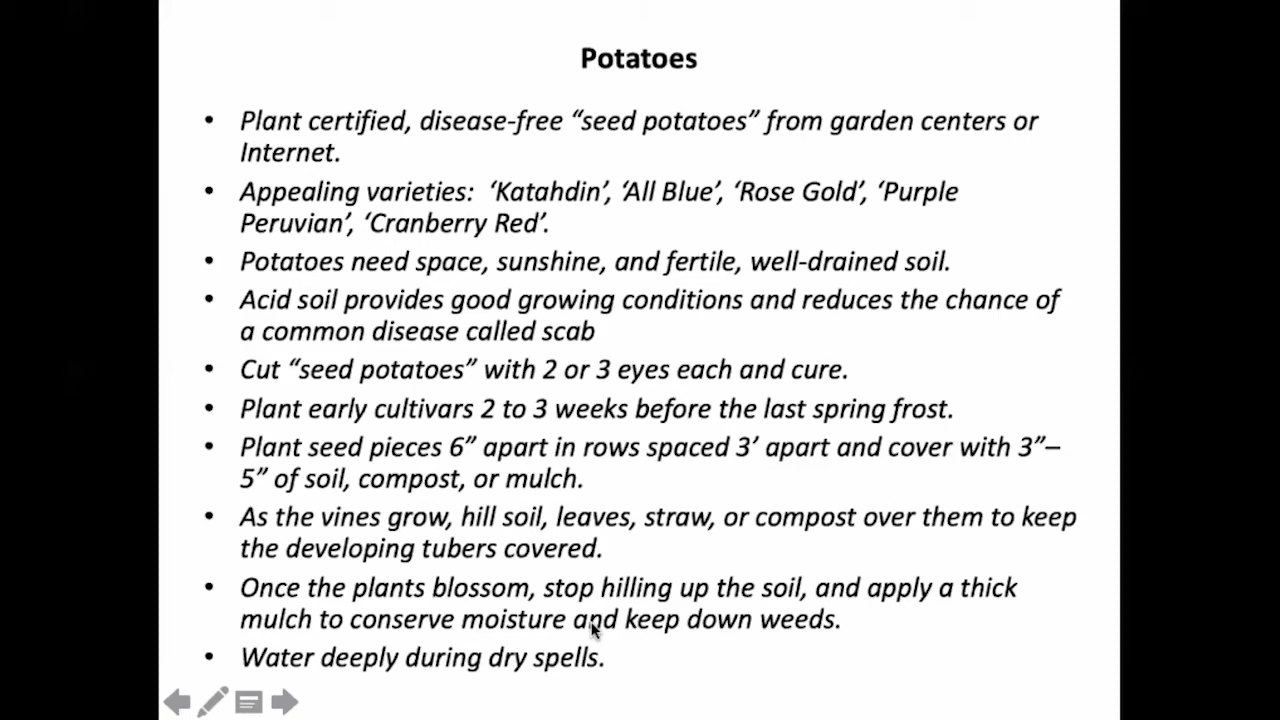 Potatoes
• Plant certified, disease-free “seed potatoes” from garden centers or
Internet.
• Appealing varieties:  ‘Katahdin’, ‘All Blue’, ‘Rose Gold’, ‘Purple
Peruvian’, ‘Cranberry Red’.
• Potatoes need space, sunshine, and fertile, well-drained soil.
• Acid soil provides good growing conditions and reduces the chance of
a common disease called scab
• Cut “seed potatoes” with 2 or 3 eyes each and cure.
• Plant early cultivars 2 to 3 weeks before the last spring frost.
• Plant seed pieces 6” apart in rows spaced 3’ apart and cover with 3”–
5” of soil, compost, or mulch.
• As the vines grow, hill soil, leaves, straw, or compost over them to keep
the developing tubers covered.
• Once the plants blossom, stop hilling up the soil, and apply a thick
mulch to conserve moisture and keep down weeds.
• Water deeply during dry spells.